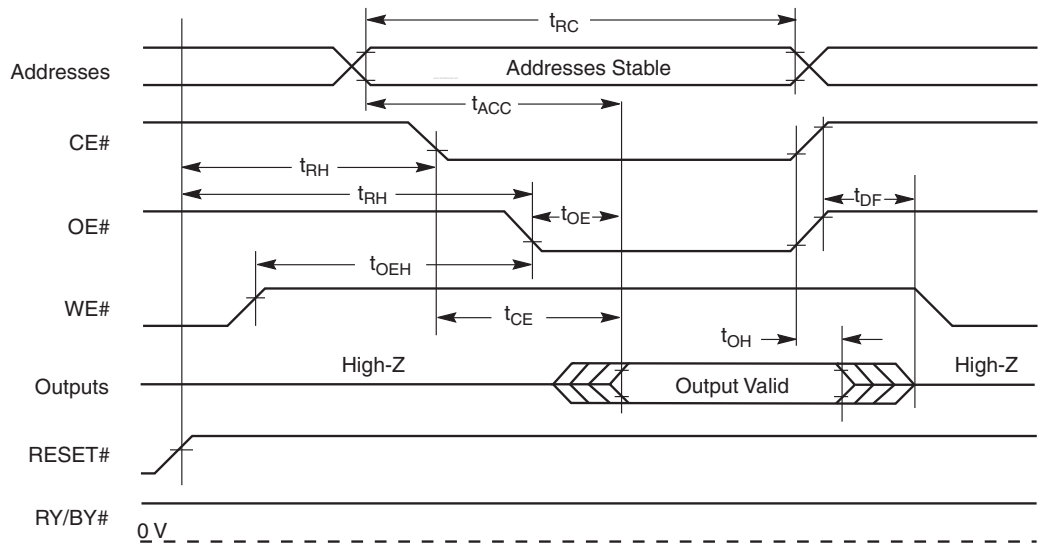 tRC
Addresses
Addresses Stable
tACC
CE#
tRH
tRH
OE#
tOE
tDF
tOEH
WE#
tCE
tOH
High-Z
High-Z
Outputs
Output Valid
RESET#
RY/BY#
0 V